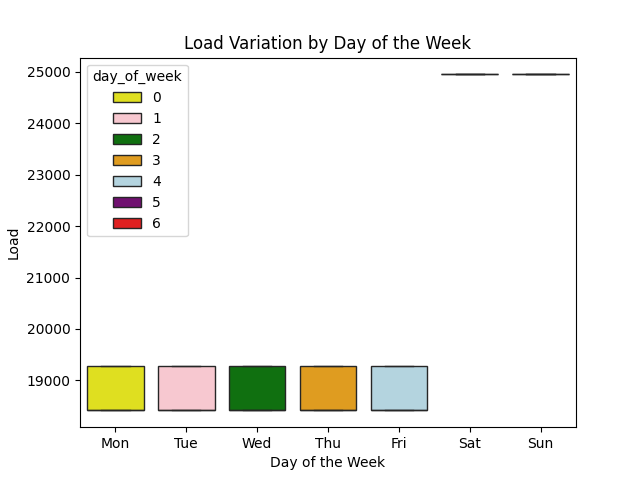 Load Variation by Day of the Week
day_of_week
0
1
2
3
4
5
6
Load
25000
24000
23000
22000
21000
20000
19000
Mon Tue Wed Thu Fri Sat Sun
Day of the Week